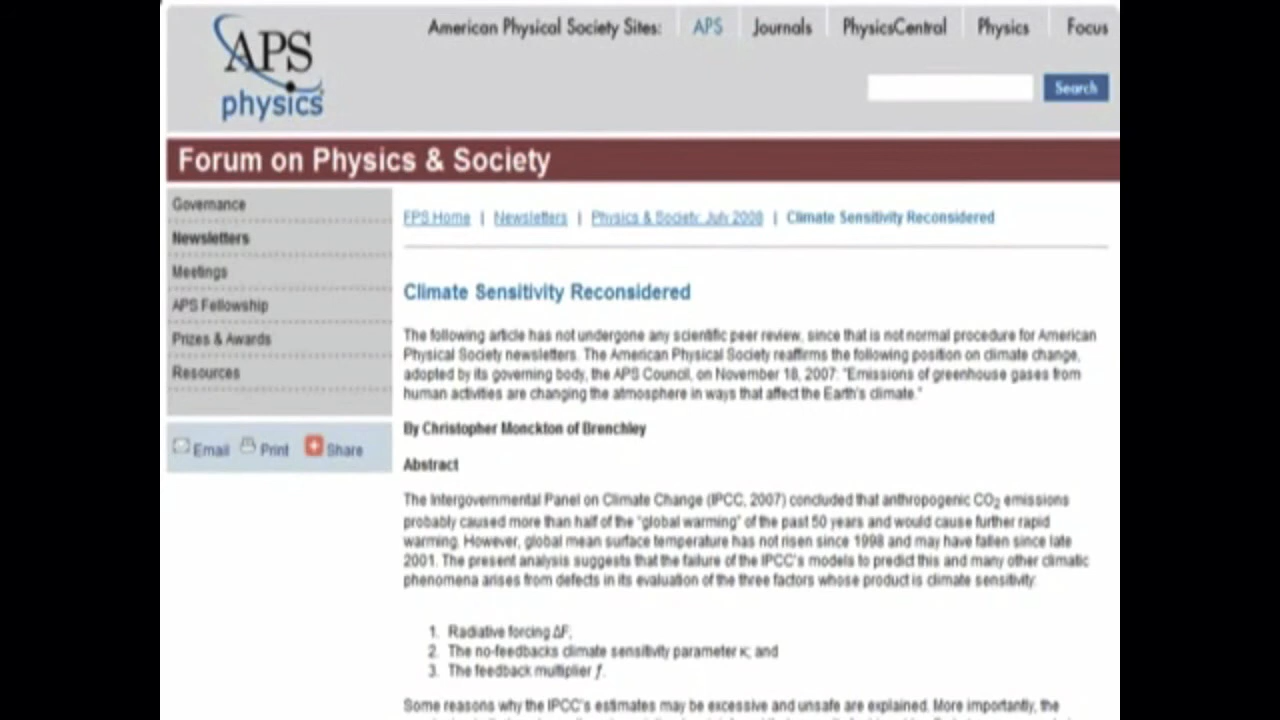 APS
physics
American Physical Society Sites: APS Journals PhysicsCentral Physics Focus
Search
Forum on Physics & Society
Governance
Newsletters
Meetings
APS Fellowship
Prizes & Awards
Resources
Email Print Share
FPS Home | Newsletters | Physics & Society: July 2008 | Climate Sensitivity Reconsidered
Climate Sensitivity Reconsidered
The following article has not undergone any scientific peer review, since that is not normal procedure for American
Physical Society newsletters. The American Physical Society reaffirms the following position on climate change,
adopted by its governing body, the APS Council, on November 18, 2007: "Emissions of greenhouse gases from
human activities are changing the atmosphere in ways that affect the Earth's climate."
By Christopher Monckton of Brenchley
Abstract
The Intergovernmental Panel on Climate Change (IPCC, 2007) concluded that anthropogenic CO₂ emissions
probably caused more than half of the "global warming" of the past 50 years and would cause further rapid
warming. However, global mean surface temperature has not risen since 1998 and may have fallen since late
2001. The present analysis suggests that the failure of the IPCC's models to predict this and many other climatic
phenomena arises from defects in its evaluation of the three factors whose product is climate sensitivity:
1. Radiative forcing ΔF;
2. The no-feedbacks climate sensitivity parameter κ; and
3. The feedback multiplier f.
Some reasons why the IPCC's estimates may be excessive and unsafe are explained. More importantly, the